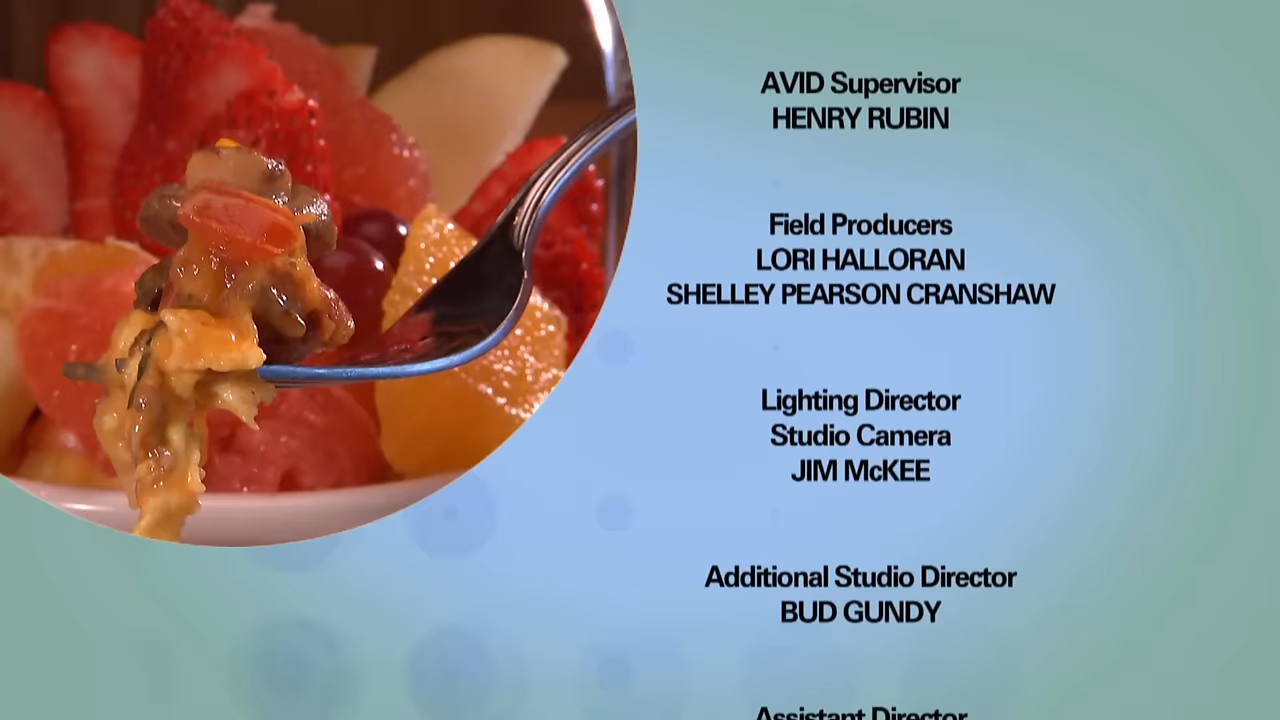 AVID Supervisor
HENRY RUBIN
Field Producers
LORI HALLORAN
SHELLEY PEARSON CRANSHAW
Lighting Director
Studio Camera
JIM McKEE
Additional Studio Director
BUD GUNDY
Assistant Director